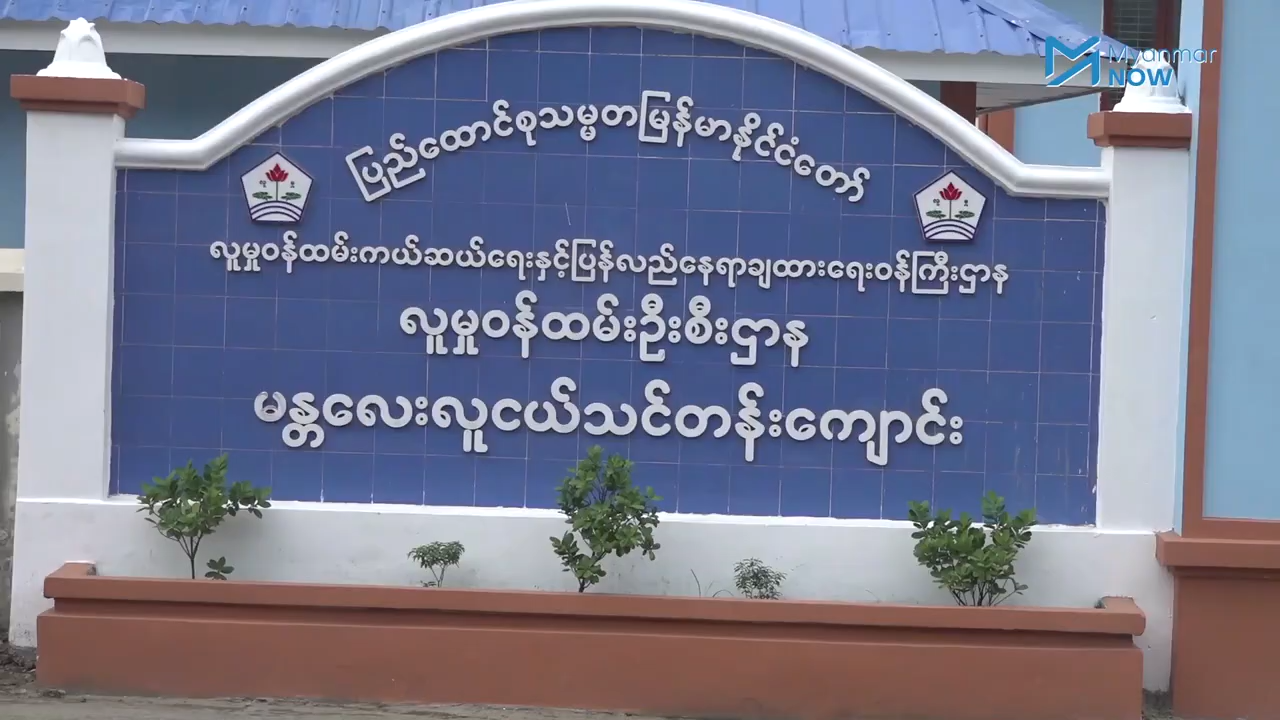 ပြည်ထောင်စုသမ္မတမြန်မာနိုင်ငံတော်
လူမှုဝန်ထမ်းကယ်ဆယ်ရေးနှင့်ပြန်လည်နေရာချထားရေးဝန်ကြီးဌာန
လူမှုဝန်ထမ်းဦးစီးဌာန
မန္တလေးလူငယ်သင်တန်းကျောင်း
Myanmar
NOW